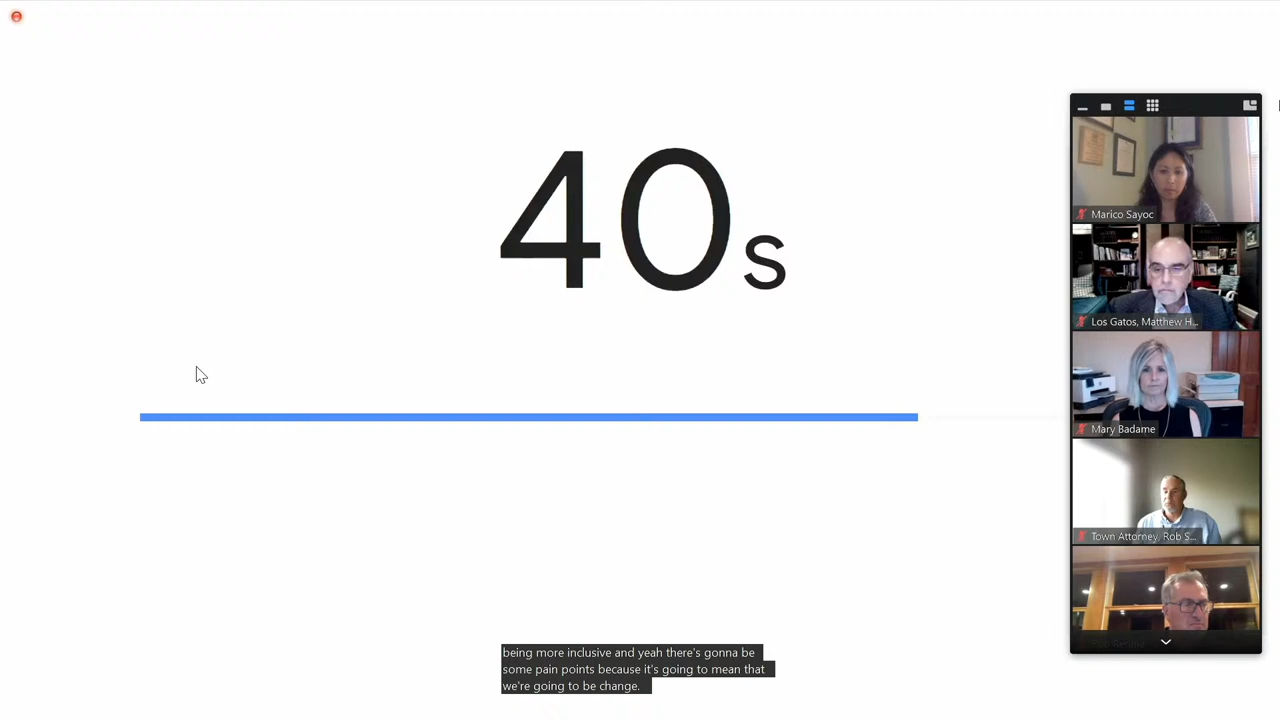 40s
Marico Sayoc
Los Gatos, Matthew H...
Mary Badame
Town Attorney, Rob S...
being more inclusive and yeah there's gonna be
some pain points because it's going to mean that
we're going to be change.